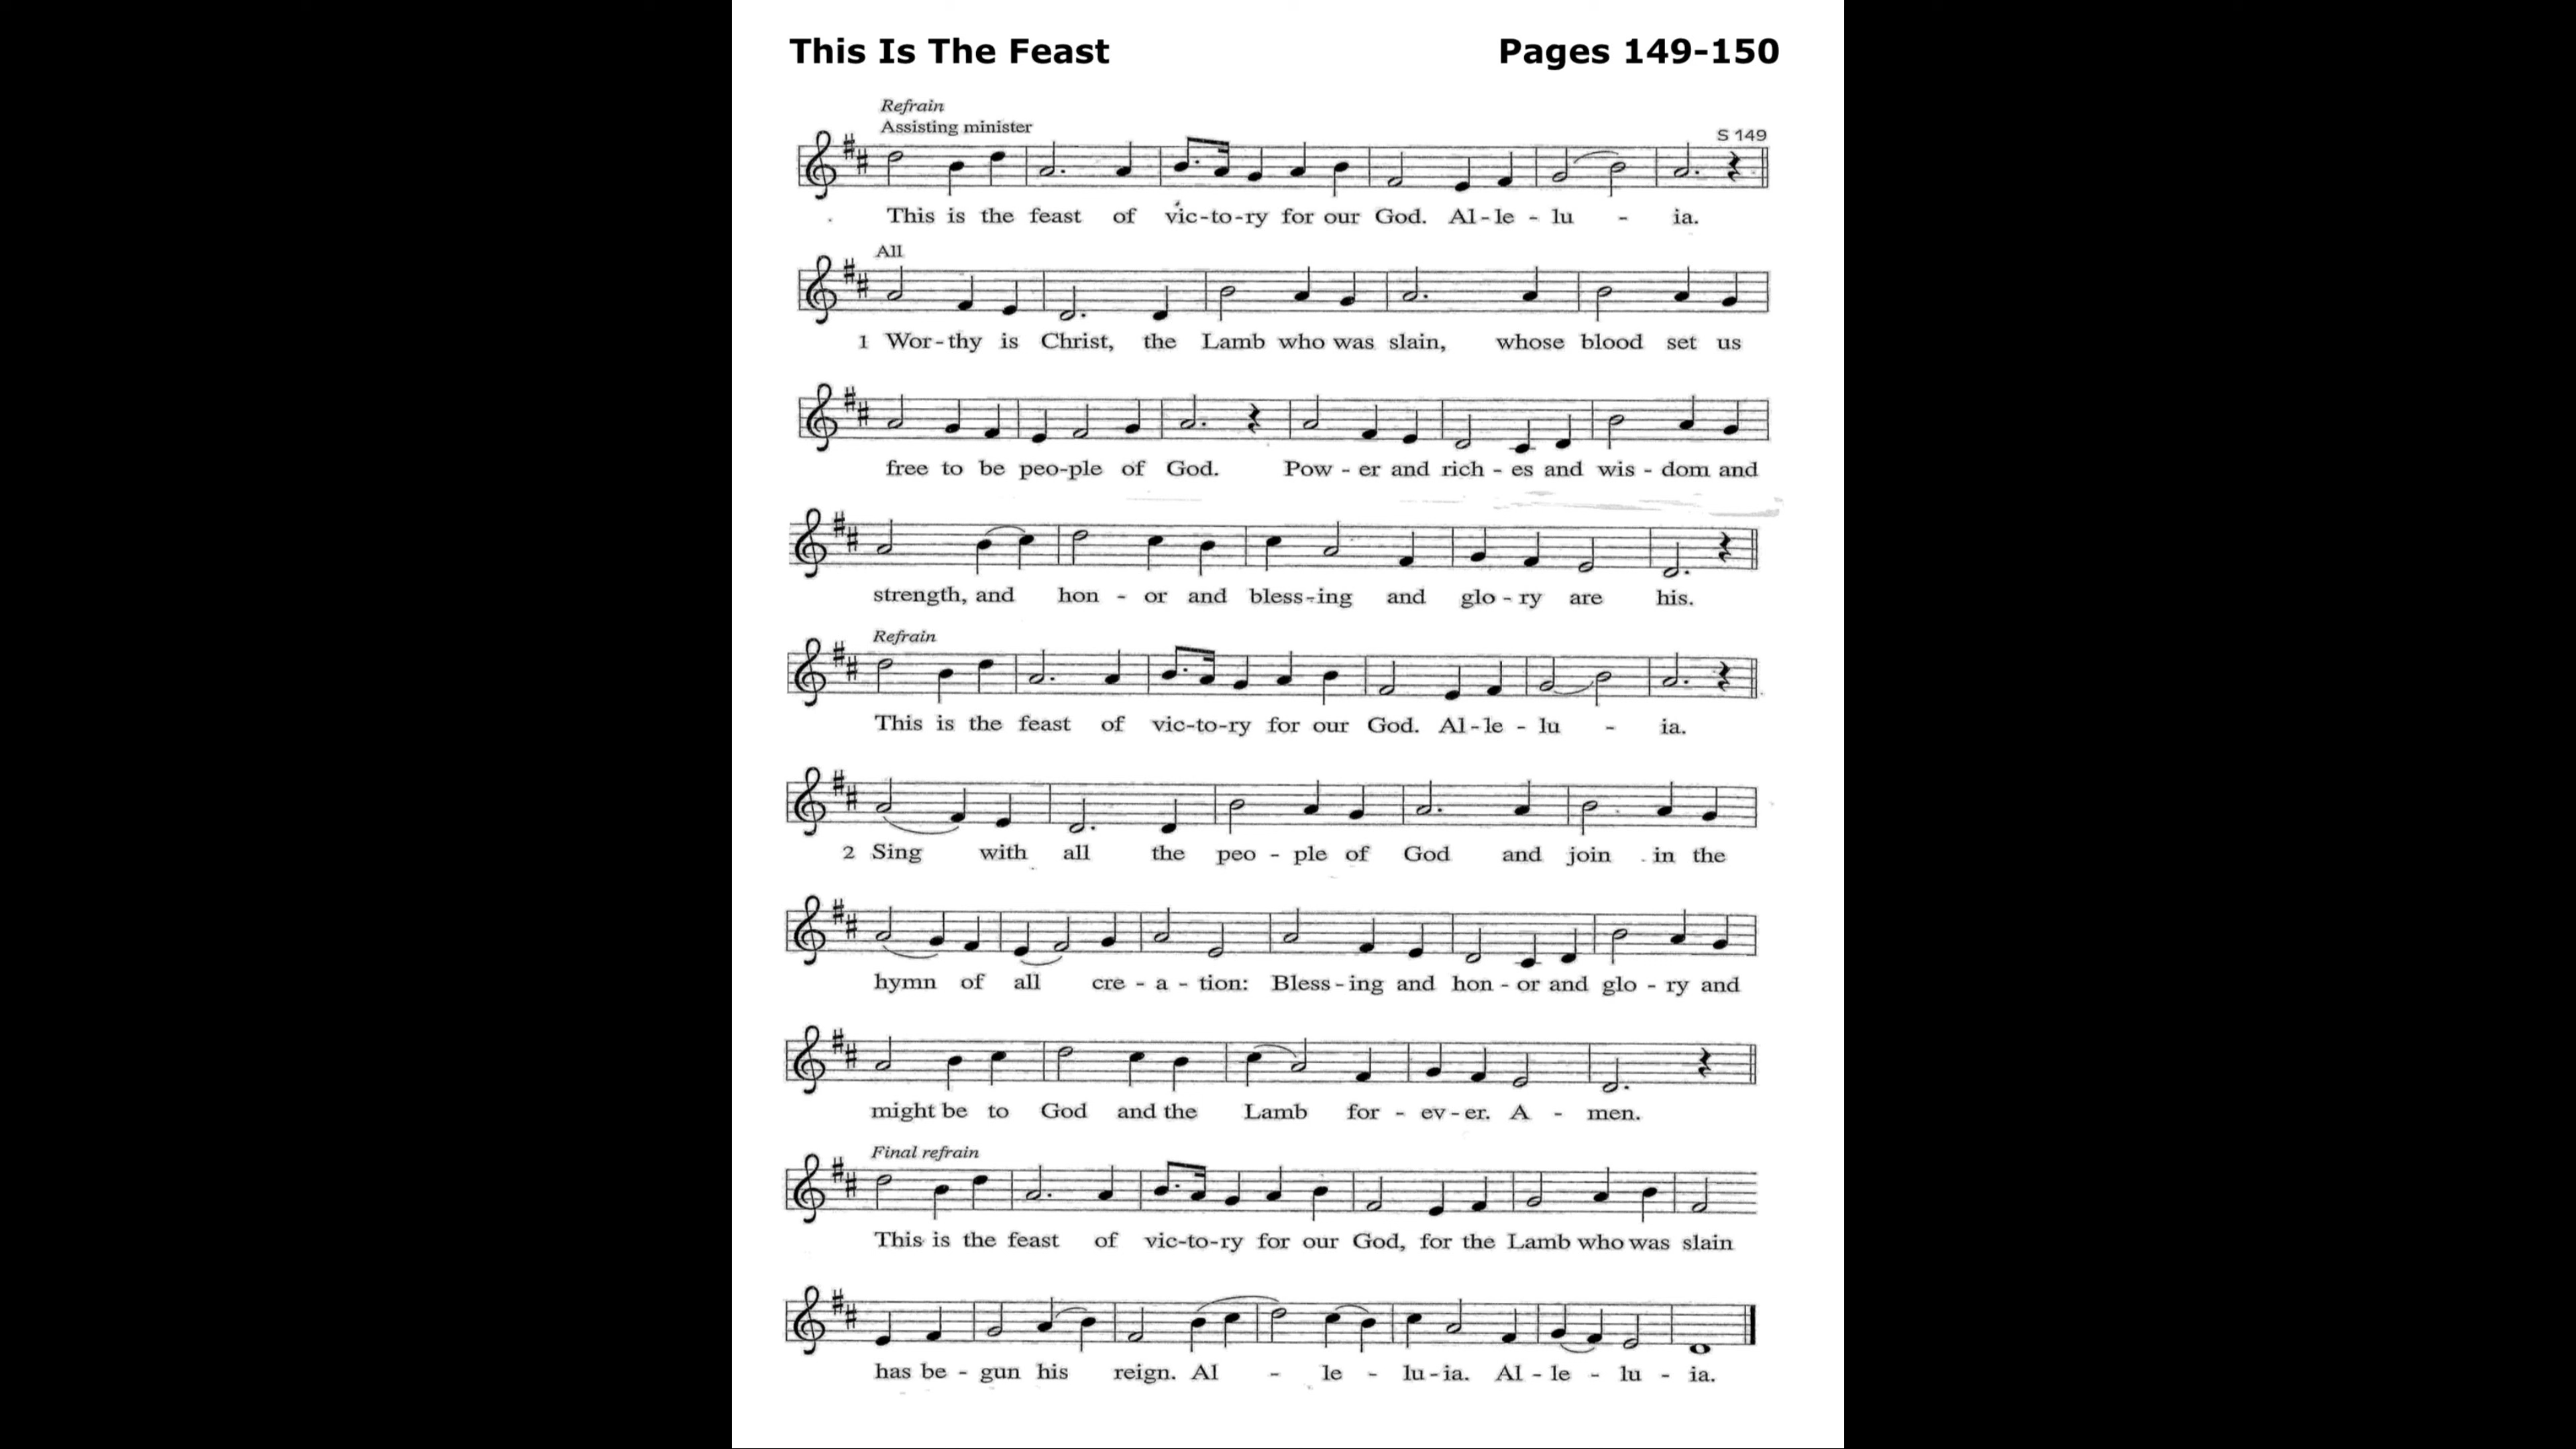 This Is The Feast Pages 149-150
Refrain
Assisting minister
S 149
This is the feast of vic-to-ry for our God. Al-le-lu-ia.
All
1 Wor-thy is Christ, the Lamb who was slain, whose blood set us
free to be peo-ple of God. Pow-er and rich-es and wis-dom and
strength, and hon-or and bless-ing and glo-ry are his.
Refrain
This is the feast of vic-to-ry for our God. Al-le-lu-ia.
2 Sing with all the peo-ple of God and join in the
hymn of all cre-a-tion: Bless-ing and hon-or and glo-ry and
might be to God and the Lamb for-ev-er. A-men.
Final refrain
This is the feast of vic-to-ry for our God, for the Lamb who was slain
has be-gun his reign. Al-le-lu-ia. Al-le-lu-ia.